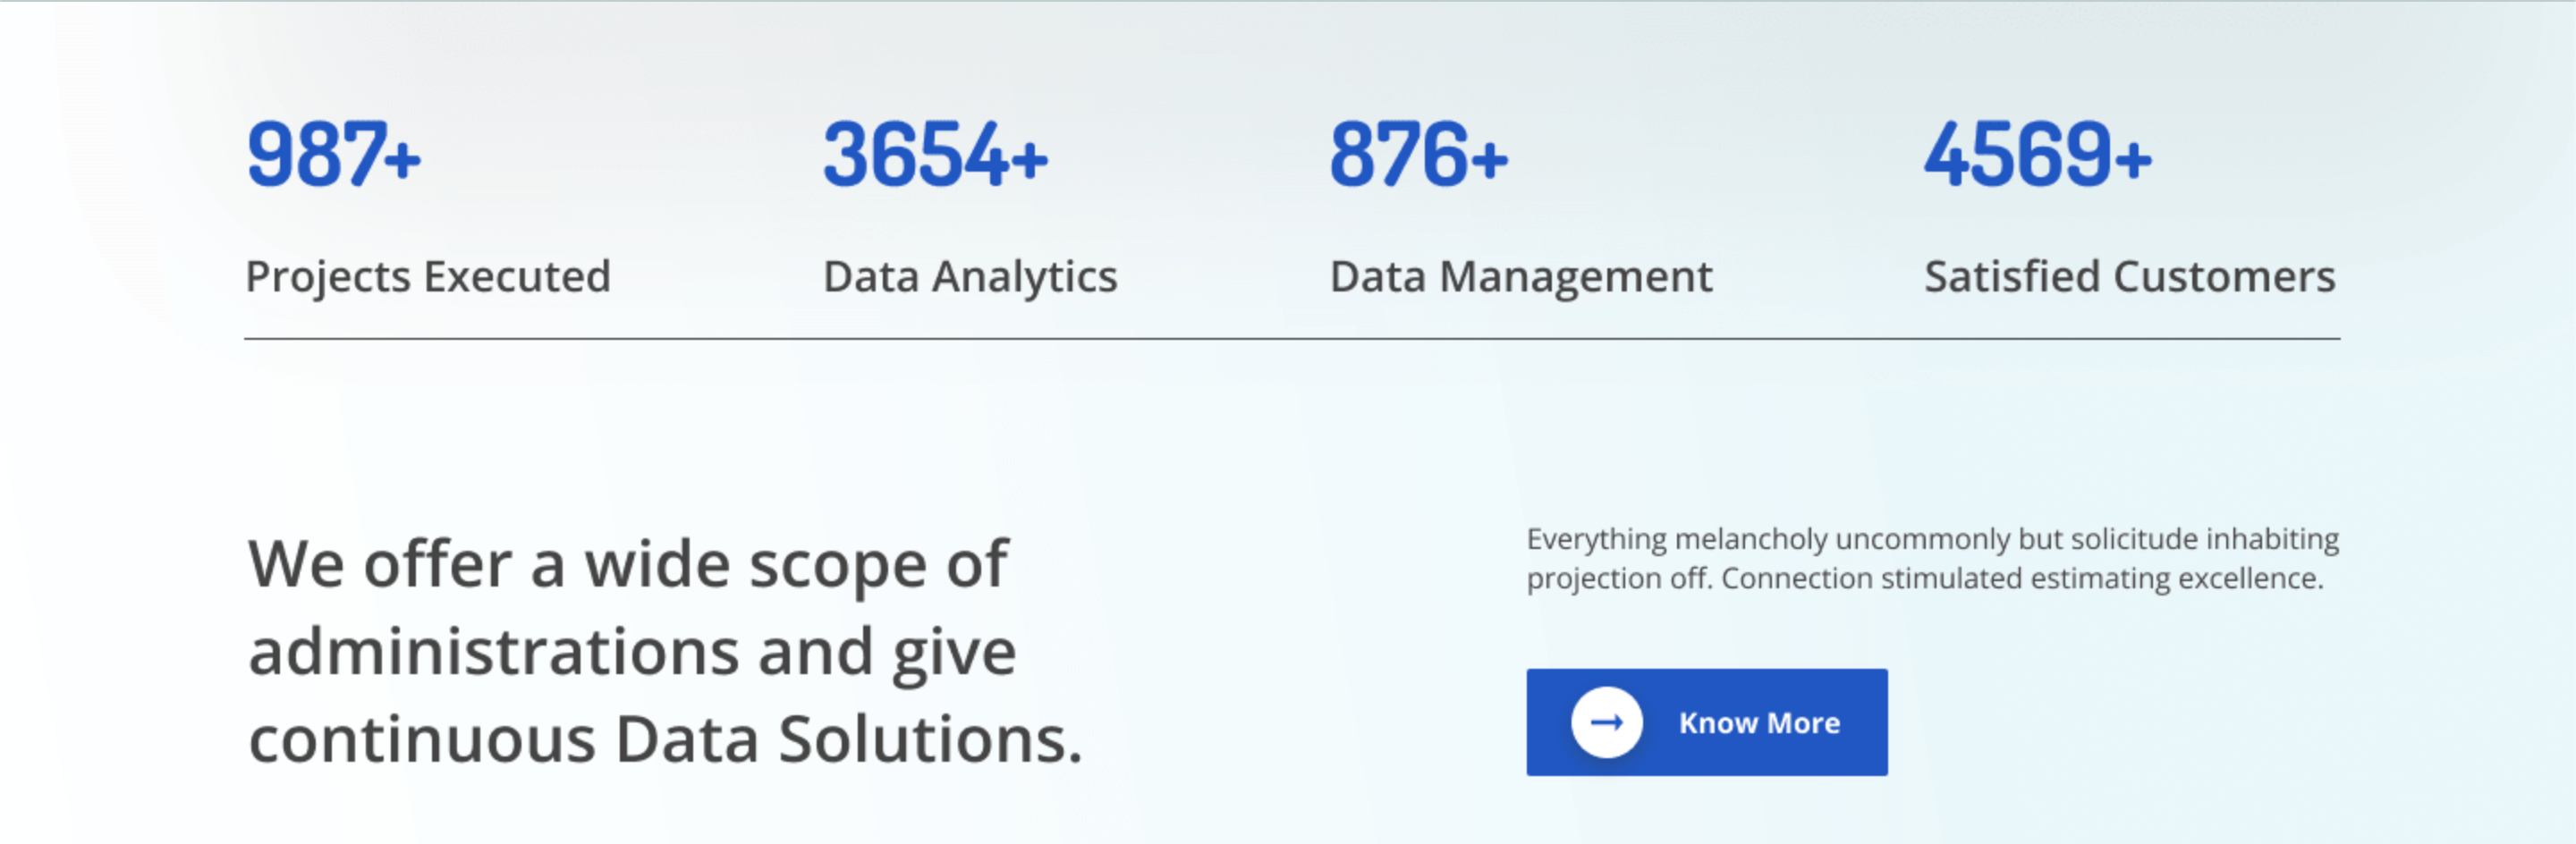 987+
3654+
876+
4569+
Projects Executed
Data Analytics
Data Management
Satisfied Customers
We offer a wide scope of
administrations and give
continuous Data Solutions.
Everything melancholy uncommonly but solicitude inhabiting
projection off. Connection stimulated estimating excellence.
Know More